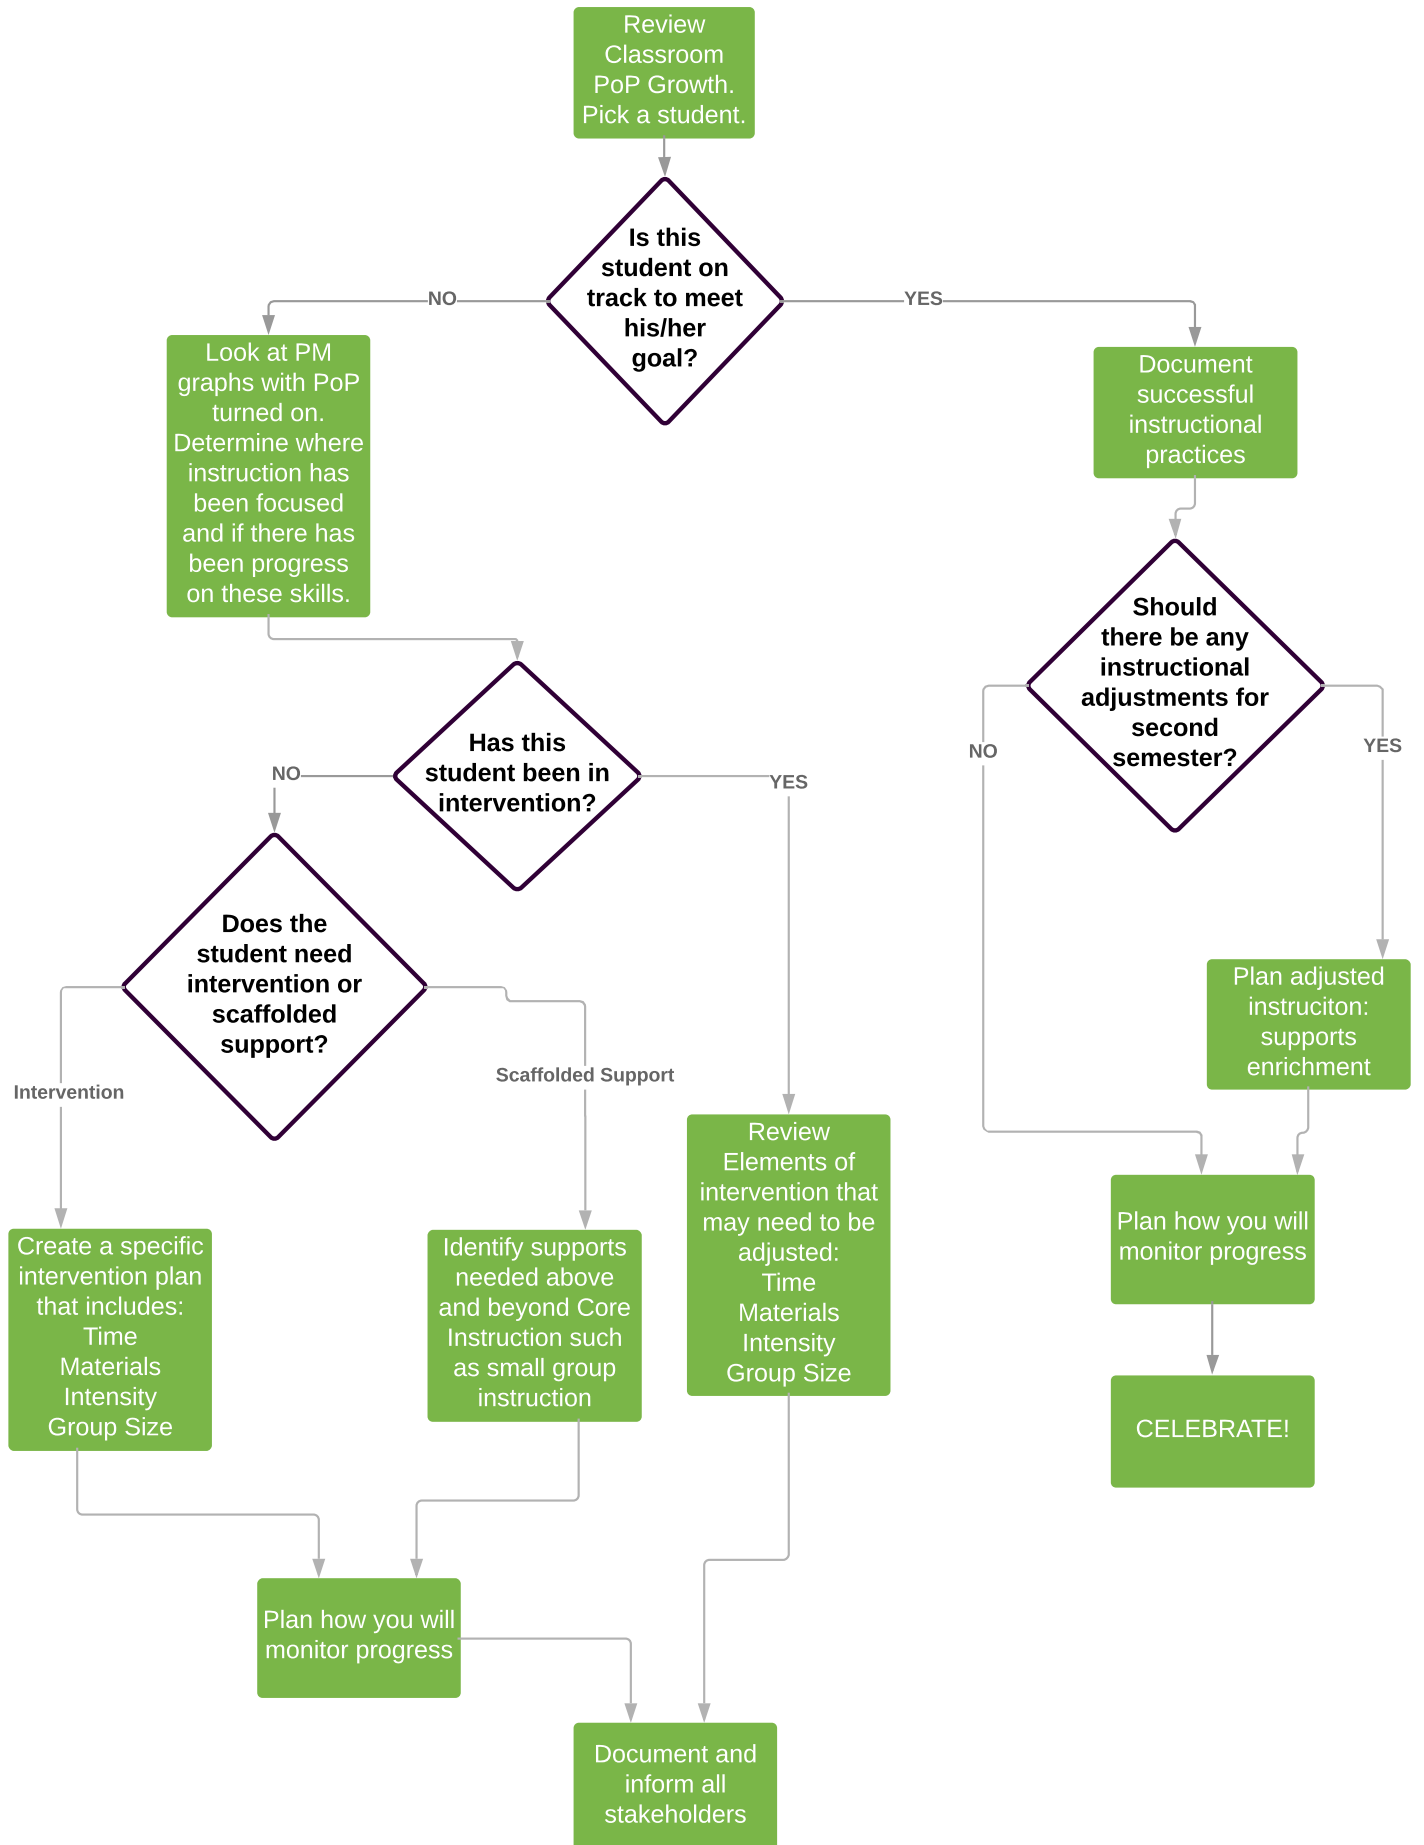 Review
Classroom
PoP Growth.
Pick a student.
Is this
student on
track to meet
his/her
goal?
NO
YES
Look at PM
graphs with PoP
turned on.
Determine where
instruction has
been focused
and if there has
been progress
on these skills.
Document
successful
instructional
practices
Has this
student been in
intervention?
NO
YES
Should
there be any
instructional
adjustments for
second
semester?
NO
YES
Does the
student need
intervention or
scaffolded
support?
Intervention
Scaffolded Support
Plan adjusted
instruciton:
supports
enrichment
Create a specific
intervention plan
that includes:
Time
Materials
Intensity
Group Size
Identify supports
needed above
and beyond Core
Instruction such
as small group
instruction
Review
Elements of
intervention that
may need to be
adjusted:
Time
Materials
Intensity
Group Size
Plan how you will
monitor progress
CELEBRATE!
Plan how you will
monitor progress
Document and
inform all
stakeholders